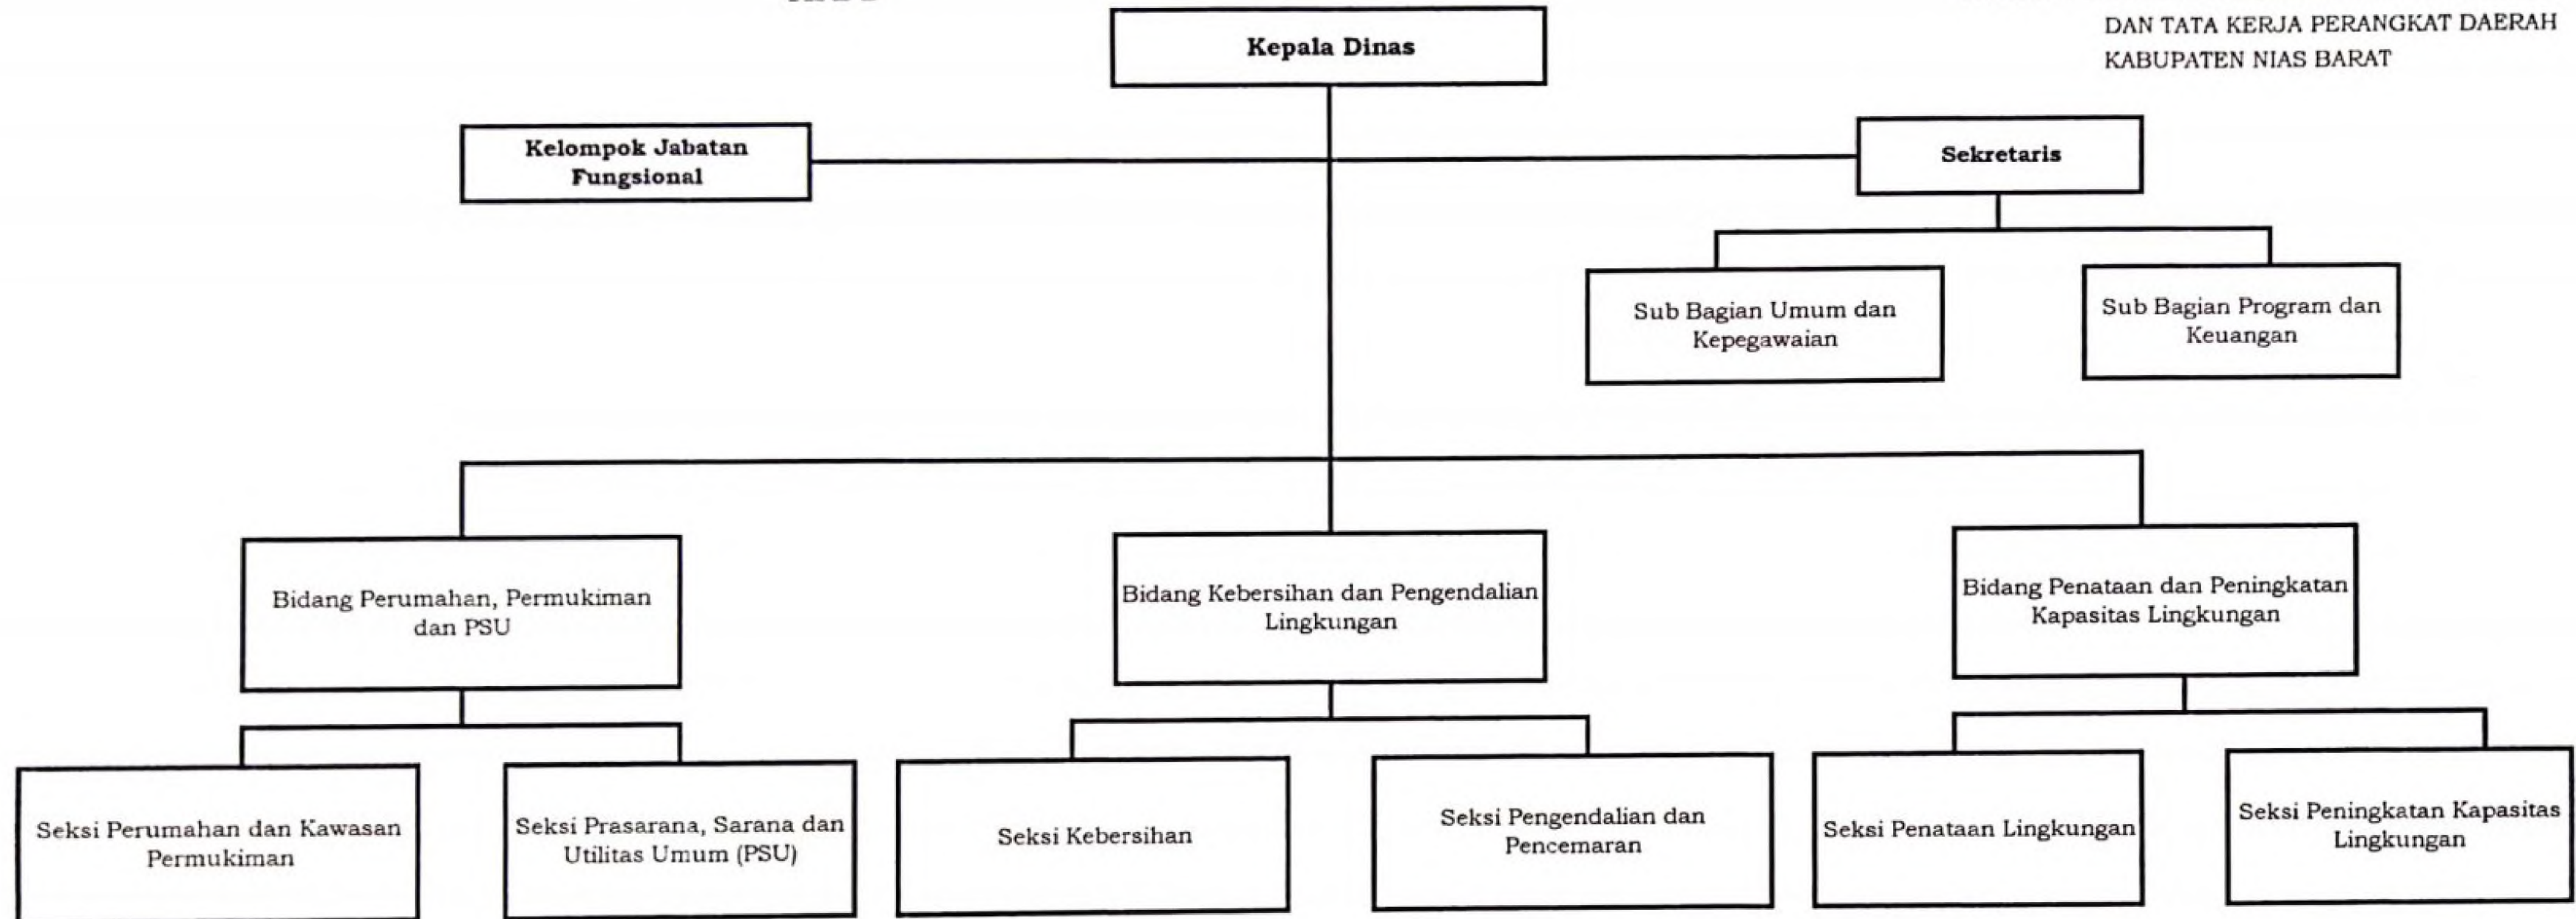 DAN TATA KERJA PERANGKAT DAERAH
KABUPATEN NIAS BARAT
Kepala Dinas
Kelompok Jabatan
Fungsional
Sekretaris
Sub Bagian Umum dan
Kepegawaian
Sub Bagian Program dan
Keuangan
Bidang Perumahan, Permukiman
dan PSU
Bidang Kebersihan dan Pengendalian
Lingkungan
Bidang Penataan dan Peningkatan
Kapasitas Lingkungan
Seksi Perumahan dan Kawasan
Permukiman
Seksi Prasarana, Sarana dan
Utilitas Umum (PSU)
Seksi Kebersihan
Seksi Pengendalian dan
Pencemaran
Seksi Penataan Lingkungan
Seksi Peningkatan Kapasitas
Lingkungan